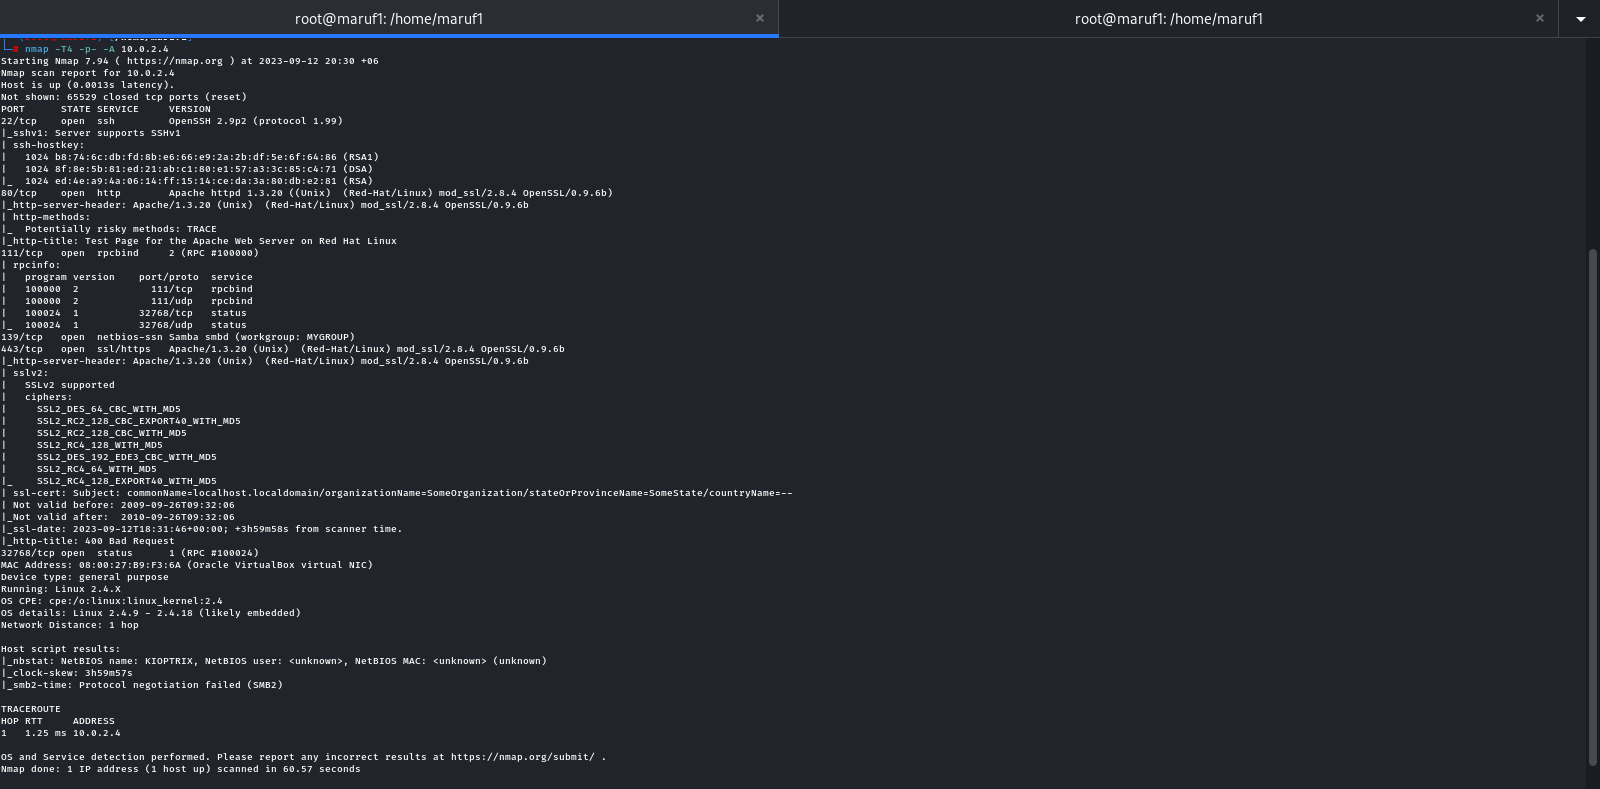 root@maruf1: /home/maruf1
root@maruf1: /home/maruf1
# nmap -T4 -p- -A 10.0.2.4
Starting Nmap 7.94 ( https://nmap.org ) at 2023-09-12 20:30 +06
Nmap scan report for 10.0.2.4
Host is up (0.0013s latency).
Not shown: 65529 closed tcp ports (reset)
PORT      STATE SERVICE     VERSION
22/tcp    open  ssh         OpenSSH 2.9p2 (protocol 1.99)
|_sshv1: Server supports SSHv1
| ssh-hostkey:
|   1024 b8:74:6c:db:fd:8b:e6:66:e9:2a:2b:df:5e:6f:64:86 (RSA1)
|   1024 8f:8e:5b:81:ed:21:ab:c1:80:e1:57:a3:3c:85:c4:71 (DSA)
|_  1024 ed:4e:a9:4a:06:14:ff:15:14:ce:da:3a:80:db:e2:81 (RSA)
80/tcp    open  http        Apache httpd 1.3.20 ((Unix)  (Red-Hat/Linux) mod_ssl/2.8.4 OpenSSL/0.9.6b)
|_http-server-header: Apache/1.3.20 (Unix)  (Red-Hat/Linux) mod_ssl/2.8.4 OpenSSL/0.9.6b
| http-methods:
|_  Potentially risky methods: TRACE
|_http-title: Test Page for the Apache Web Server on Red Hat Linux
111/tcp   open  rpcbind     2 (RPC #100000)
| rpcinfo:
|   program version    port/proto  service
|   100000  2            111/tcp   rpcbind
|   100000  2            111/udp   rpcbind
|   100024  1          32768/tcp   status
|_  100024  1          32768/udp   status
139/tcp   open  netbios-ssn Samba smbd (workgroup: MYGROUP)
443/tcp   open  ssl/https   Apache/1.3.20 (Unix)  (Red-Hat/Linux) mod_ssl/2.8.4 OpenSSL/0.9.6b
|_http-server-header: Apache/1.3.20 (Unix)  (Red-Hat/Linux) mod_ssl/2.8.4 OpenSSL/0.9.6b
| sslv2:
|   SSLv2 supported
|   ciphers:
|     SSL2_DES_64_CBC_WITH_MD5
|     SSL2_RC2_128_CBC_EXPORT40_WITH_MD5
|     SSL2_RC2_128_CBC_WITH_MD5
|     SSL2_RC4_128_WITH_MD5
|     SSL2_DES_192_EDE3_CBC_WITH_MD5
|     SSL2_RC4_64_WITH_MD5
|_    SSL2_RC4_128_EXPORT40_WITH_MD5
| ssl-cert: Subject: commonName=localhost.localdomain/organizationName=SomeOrganization/stateOrProvinceName=SomeState/countryName=--
| Not valid before: 2009-09-26T09:32:06
|_Not valid after:  2010-09-26T09:32:06
|_ssl-date: 2023-09-12T18:31:46+00:00; +3h59m58s from scanner time.
|_http-title: 400 Bad Request
32768/tcp open  status      1 (RPC #100024)
MAC Address: 08:00:27:B9:F3:6A (Oracle VirtualBox virtual NIC)
Device type: general purpose
Running: Linux 2.4.X
OS CPE: cpe:/o:linux:linux_kernel:2.4
OS details: Linux 2.4.9 - 2.4.18 (likely embedded)
Network Distance: 1 hop
Host script results:
|_nbstat: NetBIOS name: KIOPTRIX, NetBIOS user: <unknown>, NetBIOS MAC: <unknown> (unknown)
|_clock-skew: 3h59m57s
|_smb2-time: Protocol negotiation failed (SMB2)
TRACEROUTE
HOP RTT     ADDRESS
1   1.25 ms 10.0.2.4
OS and Service detection performed. Please report any incorrect results at https://nmap.org/submit/ .
Nmap done: 1 IP address (1 host up) scanned in 60.57 seconds